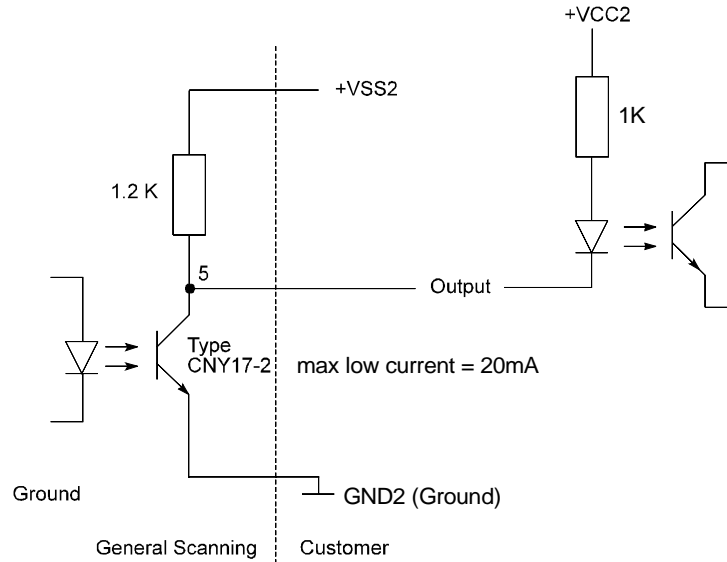 +VCC2
+VSS2
1K
1.2 K
5
Output
Type
CNY17-2
max low current = 20mA
Ground
GND2 (Ground)
General Scanning
Customer